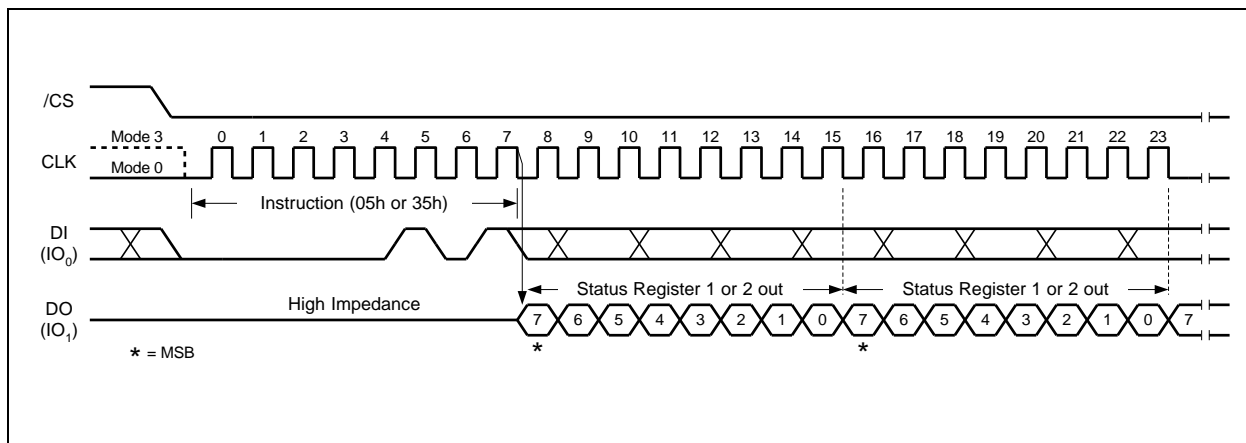 /CS
Mode 3 0 1 2 3 4 5 6 7 8 9 10 11 12 13 14 15 16 17 18 19 20 21 22 23
CLK
Mode 0
Instruction (05h or 35h)
DI
(IO₀)
Status Register 1 or 2 out Status Register 1 or 2 out
High Impedance
DO
(IO₁)
7 6 5 4 3 2 1 0 7 6 5 4 3 2 1 0 7
* *
* = MSB